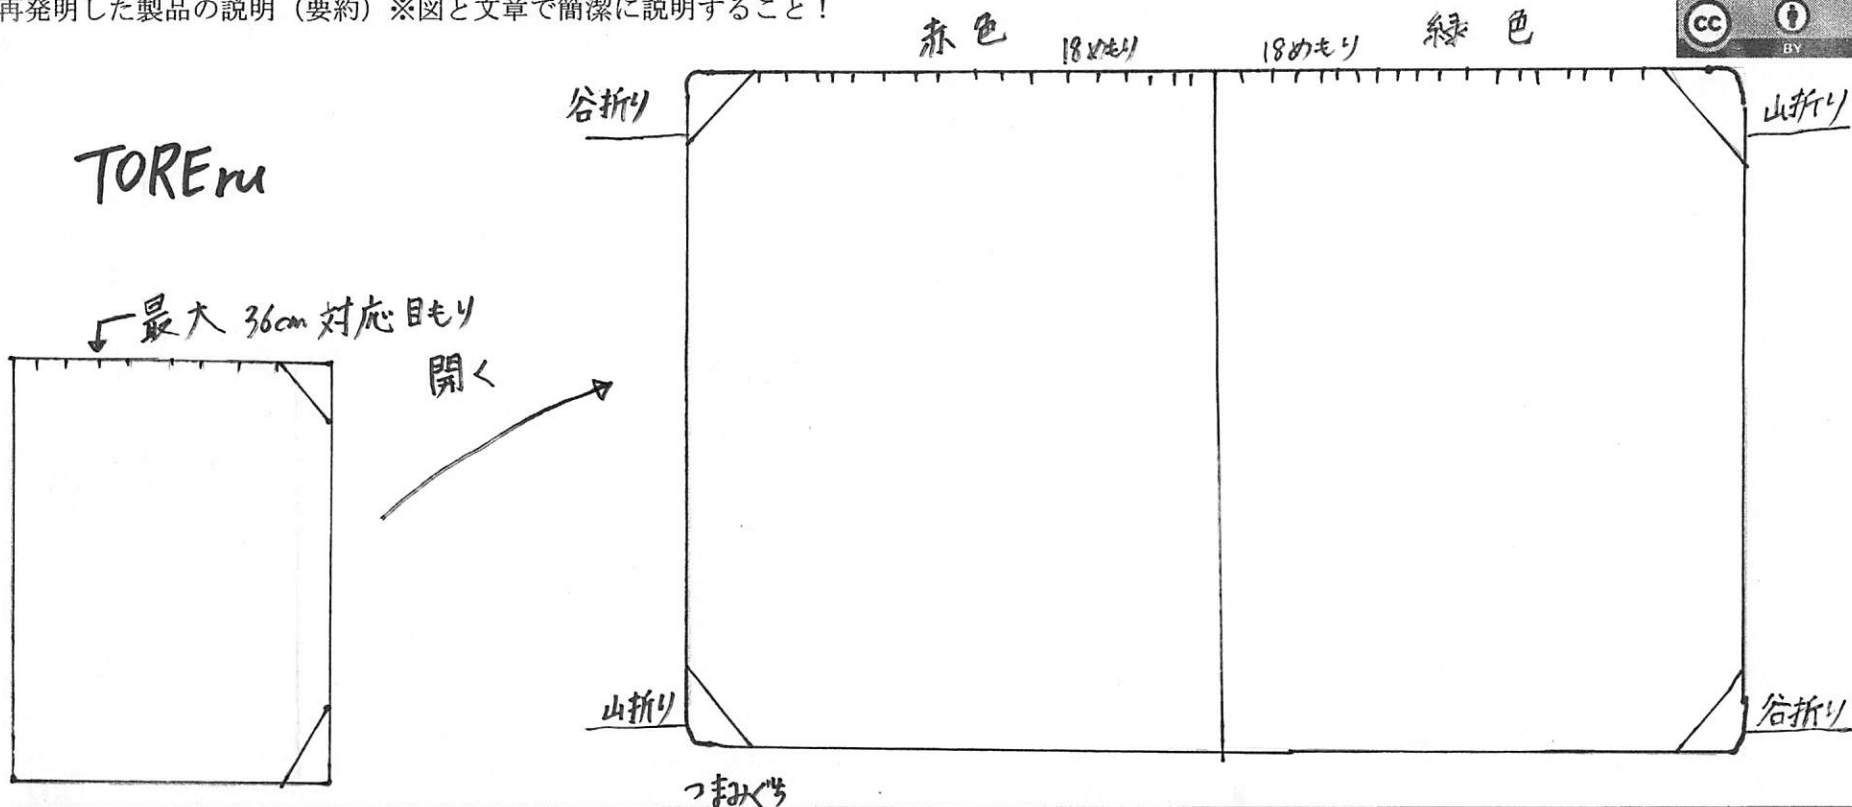 再発明した製品の説明（要約）※図と文章で簡潔に説明すること！
赤色
緑色
18めもり
18めもり
cc
BY
谷折り
山折り
TOREru
最大 36cm 対応目もり
開く
山折り
谷折り
つまみぐち